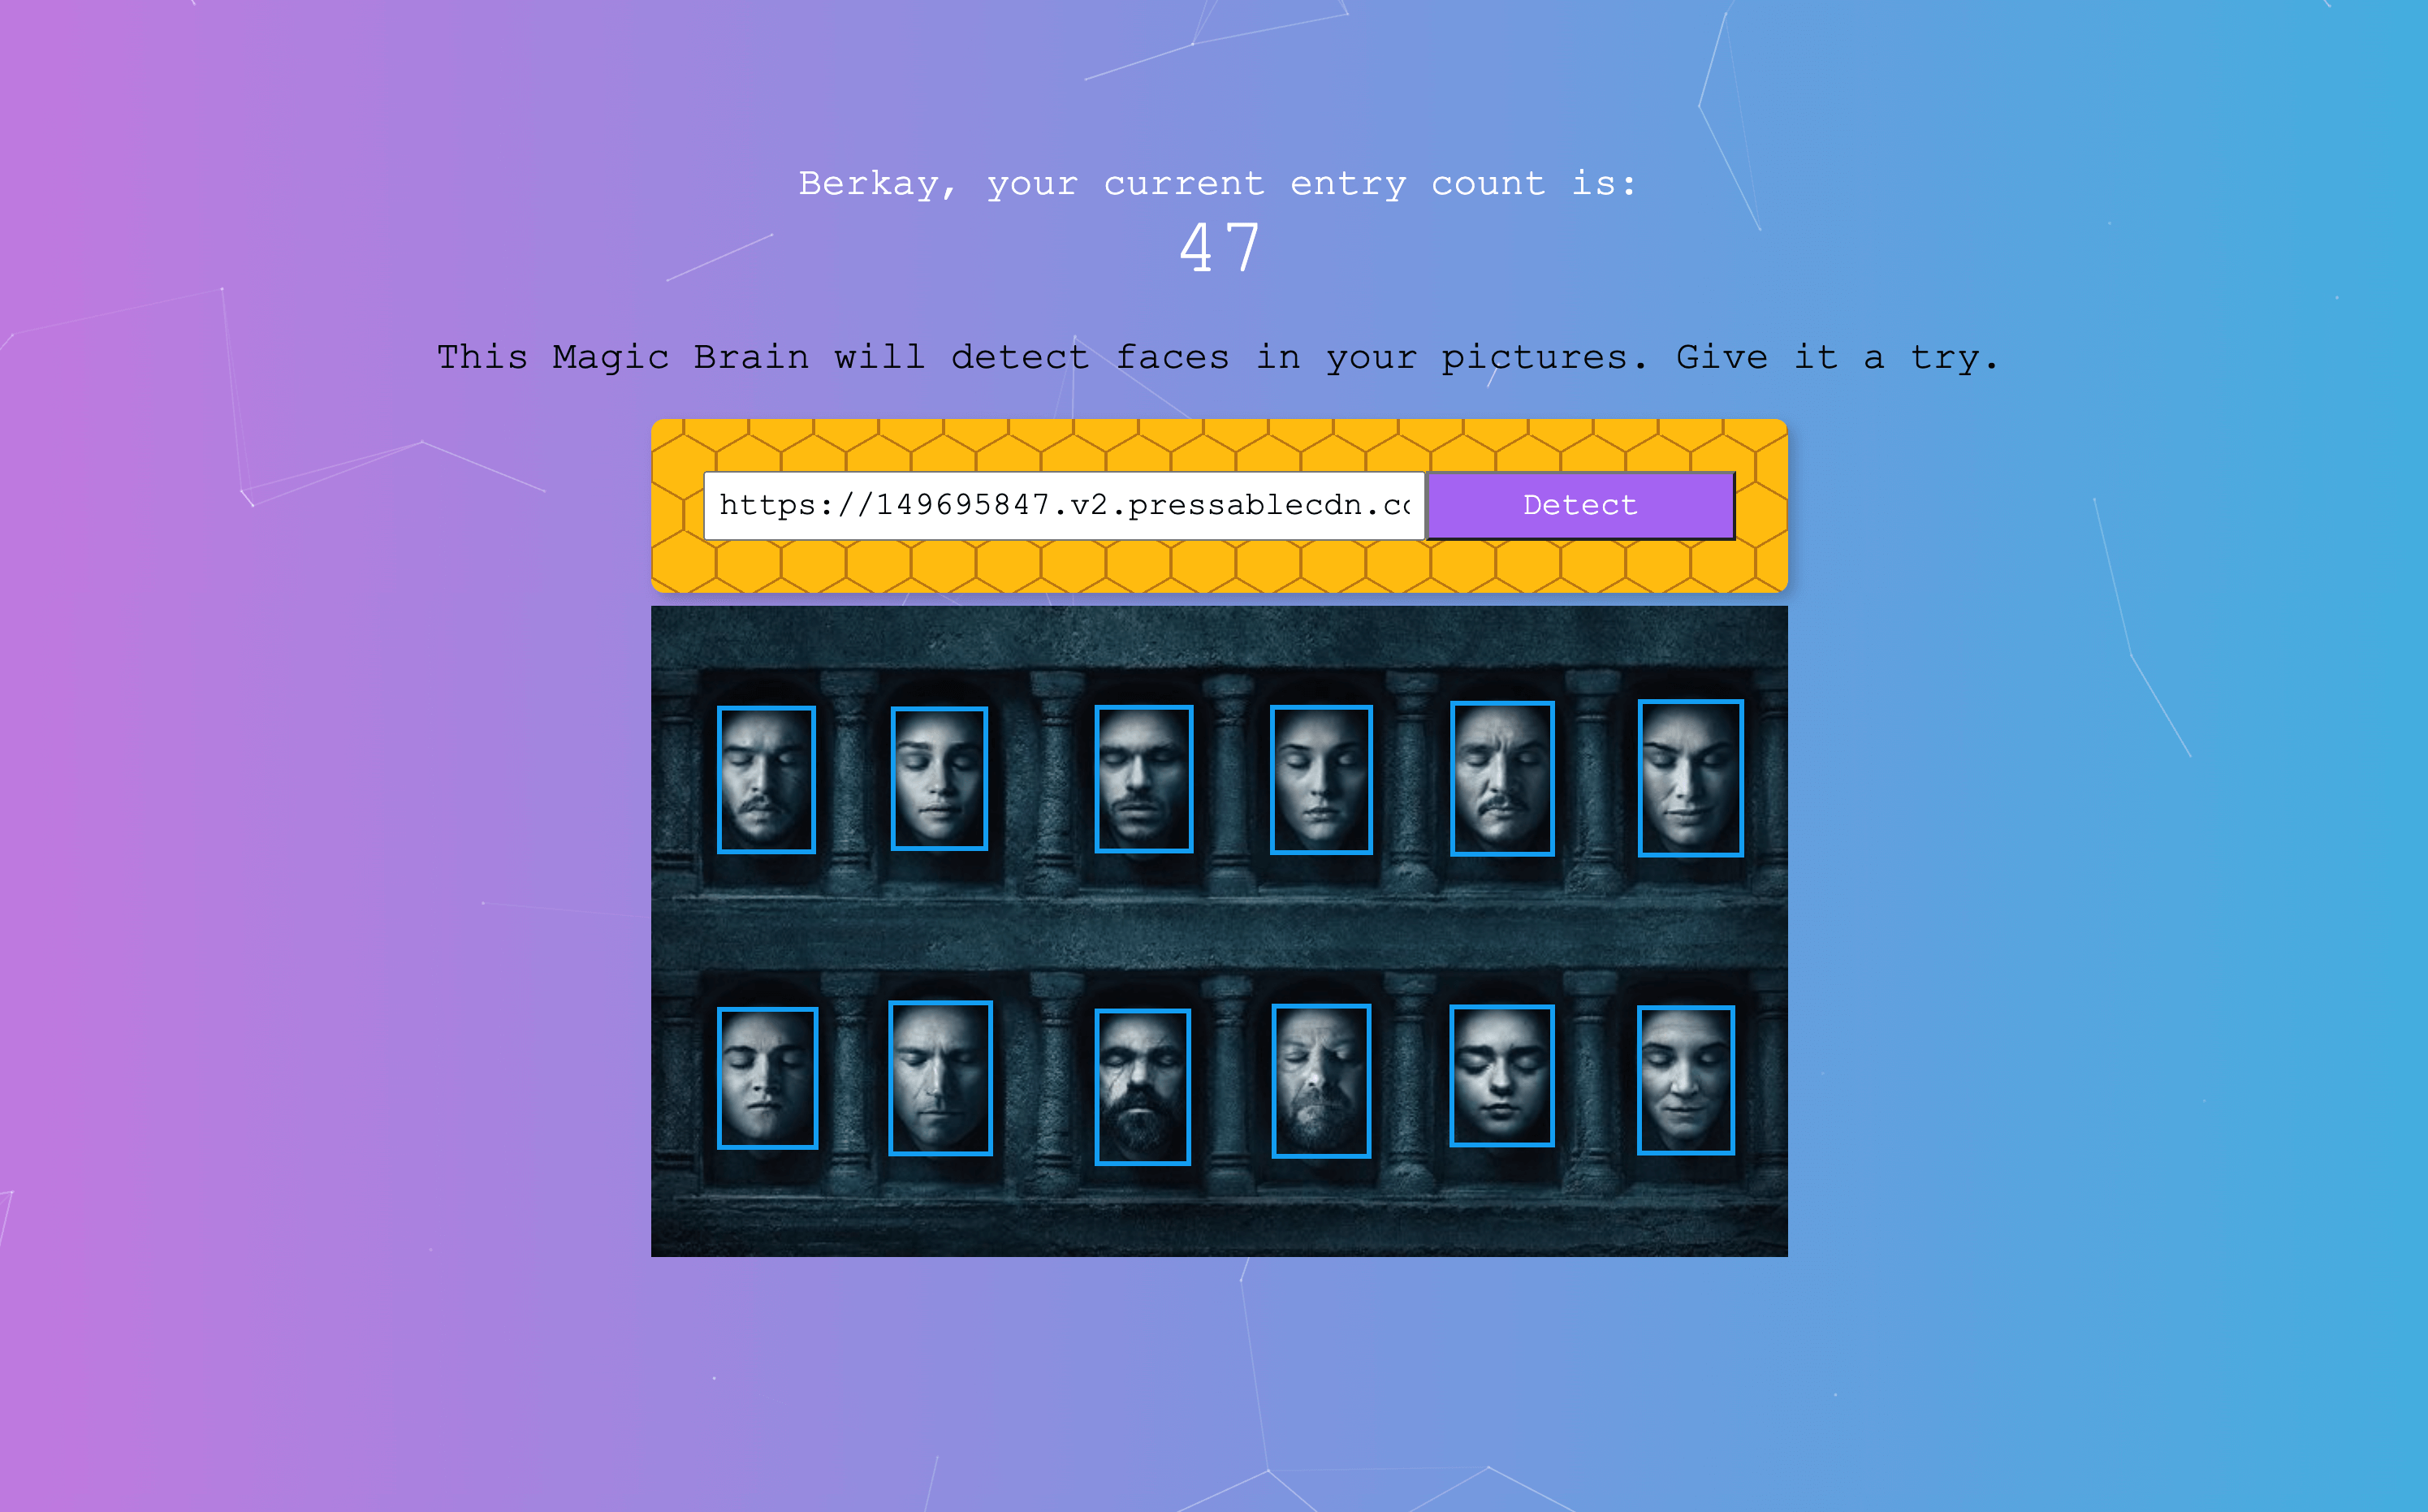 Berkay, your current entry count is:
47
This Magic Brain will detect faces in your pictures. Give it a try.
https://149695847.v2.pressablecdn.co
Detect